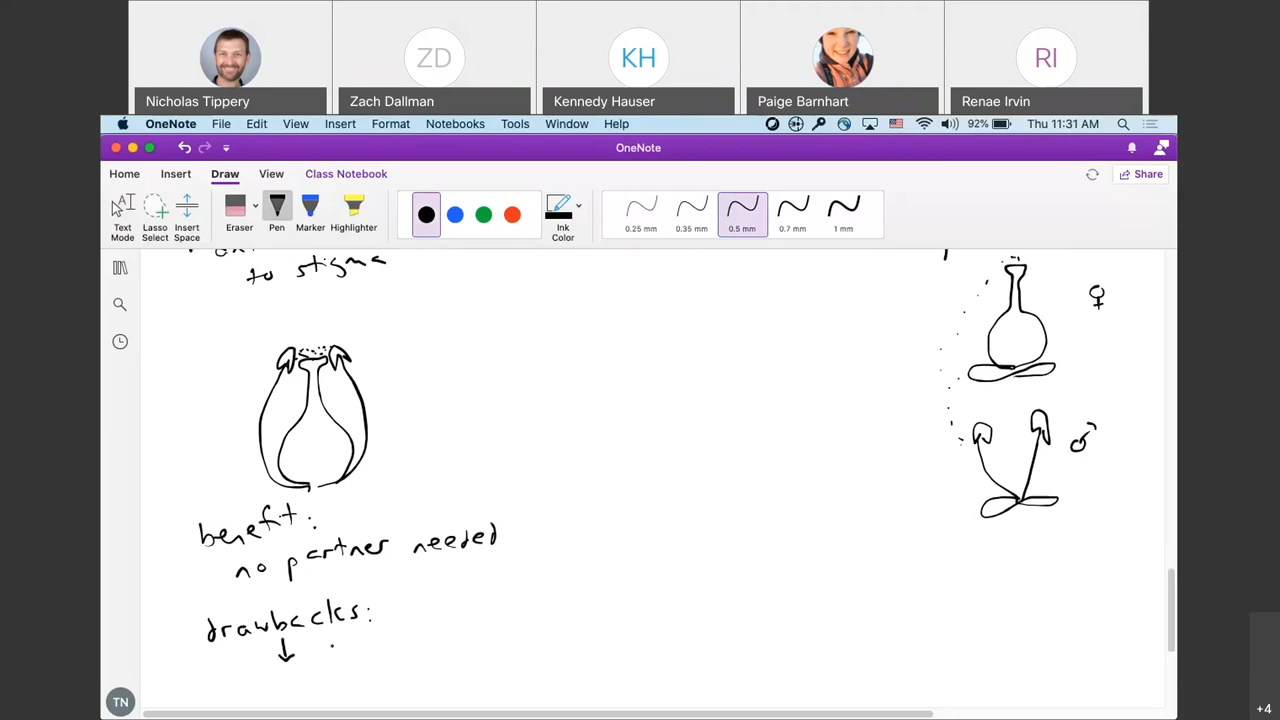 ZD
KH
RI
Nicholas Tippery
Zach Dallman
Kennedy Hauser
Paige Barnhart
Renae Irvin
OneNote File Edit View Insert Format Notebooks Tools Window Help
92% Thu 11:31 AM
OneNote
Home Insert Draw View Class Notebook
Share
Text Mode
Lasso Select
Insert Space
Eraser
Pen
Marker
Highlighter
Ink Color
0.25 mm
0.35 mm
0.5 mm
0.7 mm
1 mm
to stigma
♀
♂
benefit:
no partner needed
drawbacks:
↓
TN
+4